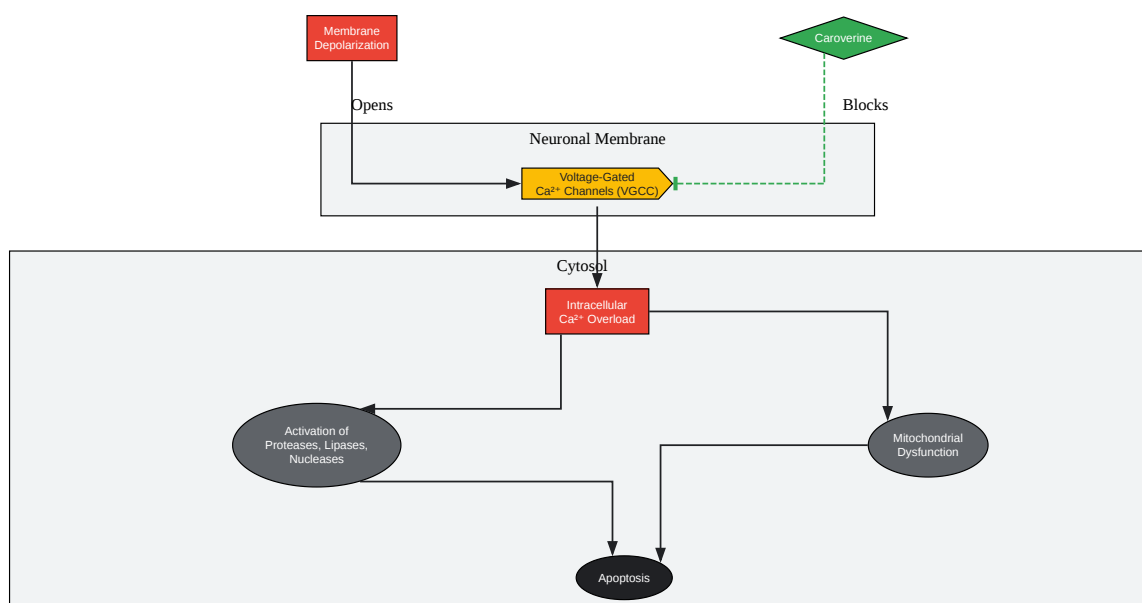 Membrane
Depolarization
Caroverine
Opens
Blocks
Neuronal Membrane
Voltage-Gated
Ca²⁺ Channels (VGCC)
Cytosol
Intracellular
Ca²⁺ Overload
Activation of
Proteases, Lipases,
Nucleases
Mitochondrial
Dysfunction
Apoptosis